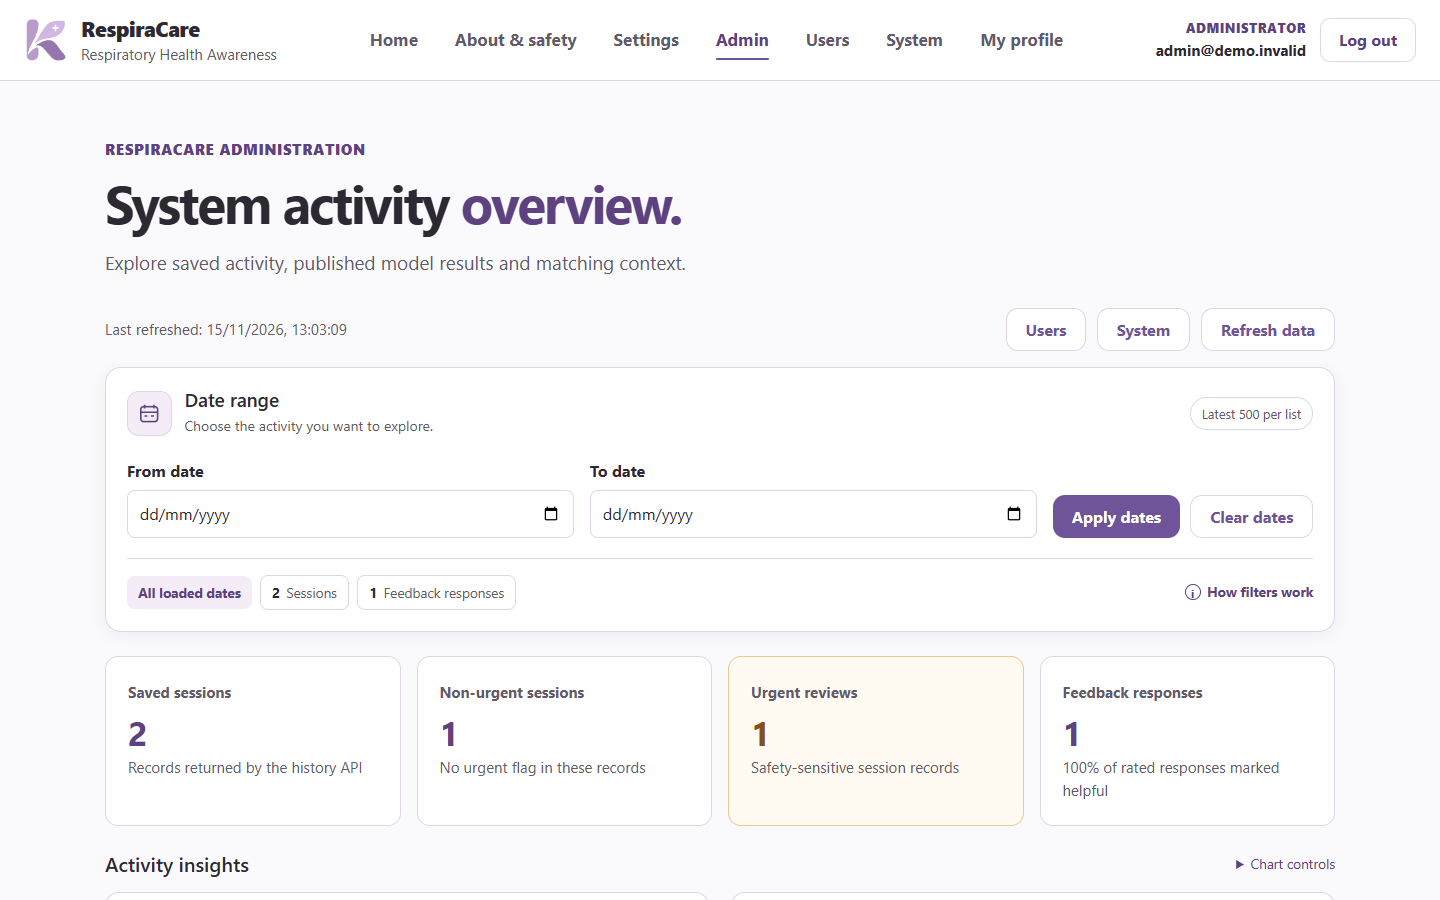 RespiraCare
Respiratory Health Awareness
Home
About & safety
Settings
Admin
Users
System
My profile
ADMINISTRATOR
admin@demo.invalid
Log out
RESPIRACARE ADMINISTRATION
System activity overview.
Explore saved activity, published model results and matching context.
Last refreshed: 15/11/2026, 13:03:09
Users
System
Refresh data
Date range
Choose the activity you want to explore.
Latest 500 per list
From date
To date
dd/mm/yyyy
dd/mm/yyyy
Apply dates
Clear dates
All loaded dates
2 Sessions
1 Feedback responses
How filters work
Saved sessions
2
Records returned by the history API
Non-urgent sessions
1
No urgent flag in these records
Urgent reviews
1
Safety-sensitive session records
Feedback responses
1
100% of rated responses marked
helpful
Activity insights
Chart controls